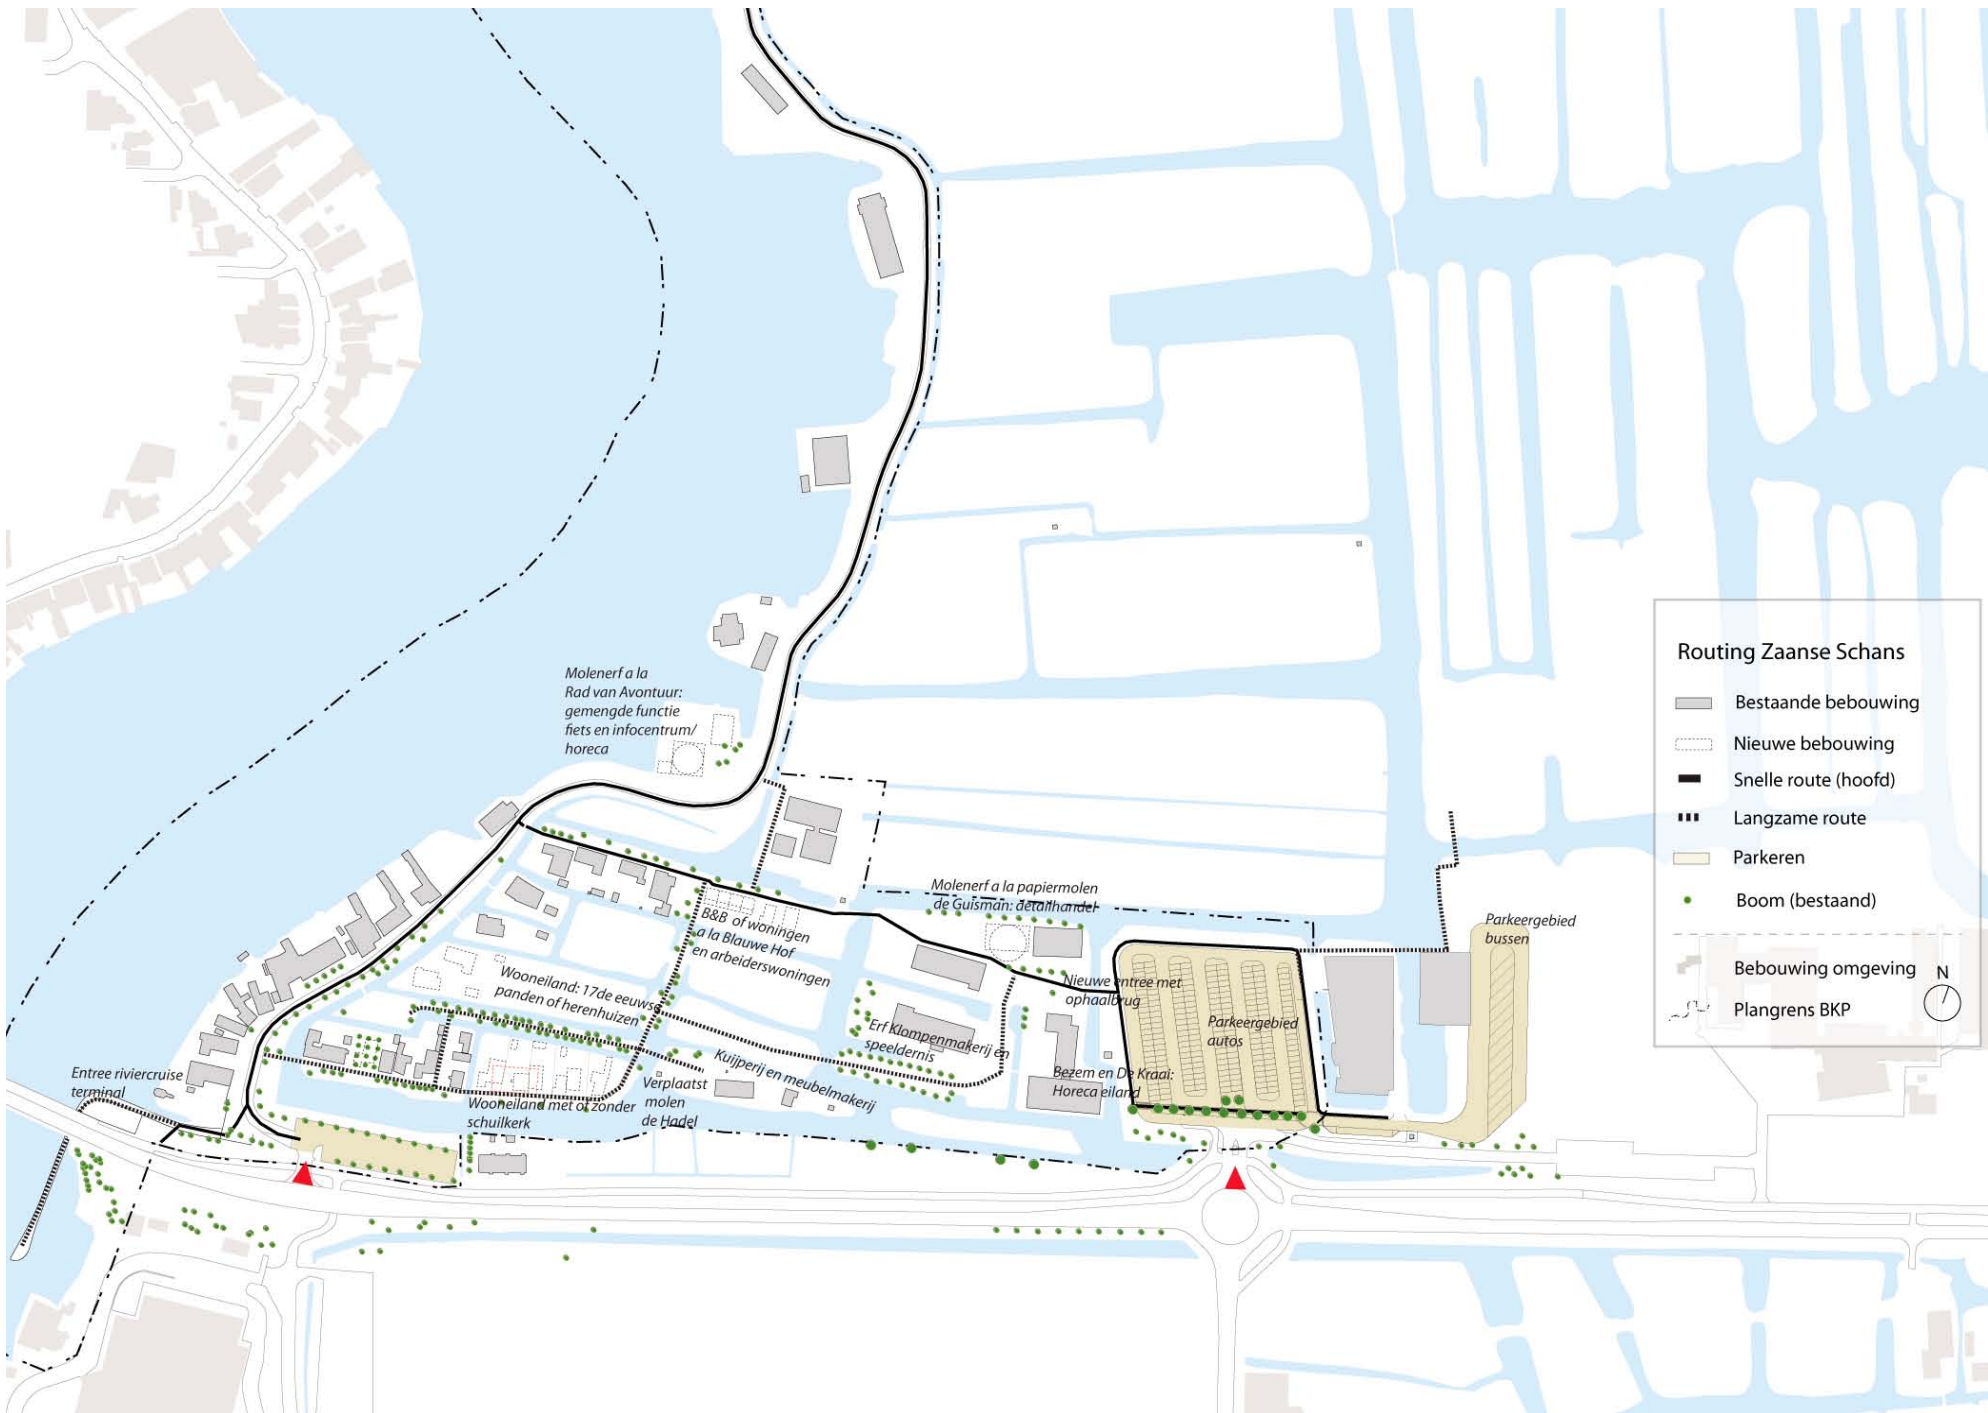 Molenerf a la
Rad van Avontuur:
gemengde functie
fiets en infocentrum/
horeca
Molenerf a la papiermolen
de Guisman: detailhandel
B&B of woningen
a la Blauwe Hof
en arbeiderswoningen
Wooneiland: 17de eeuwse
panden of herenhuizen
Nieuwe entree met
ophaalbrug
Parkeergebied
bussen
Parkeergebied
autos
Erf Klompenmakerij en
speeldernis
Kuijperij en meubelmakerij
Bezem en De Kraai:
Horeca eiland
Entree riviercruise
terminal
Wooneiland met of zonder
schuilkerk
Verplaatst
molen
de Hadel
Routing Zaanse Schans
Bestaande bebouwing
Nieuwe bebouwing
Snelle route (hoofd)
Langzame route
Parkeren
Boom (bestaand)
Bebouwing omgeving
N
Plangrens BKP